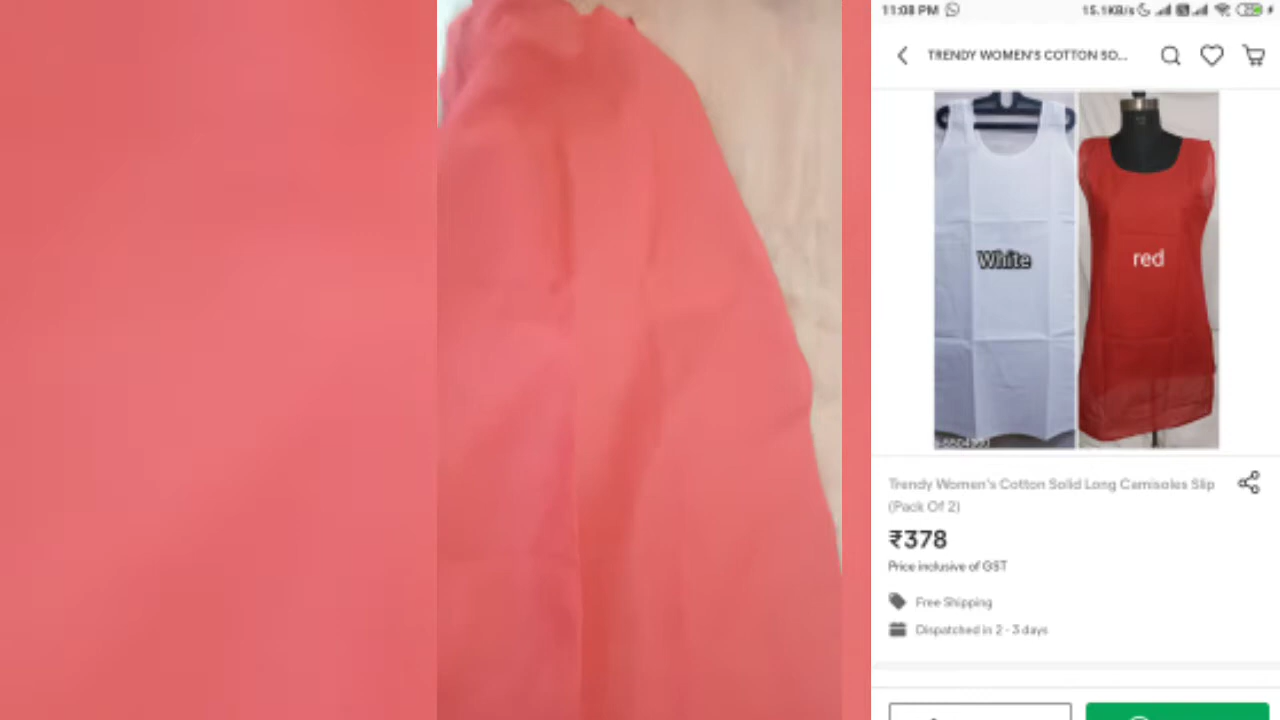 11:08 PM
15.1KB/s
TRENDY WOMEN'S COTTON SO...
White
red
Trendy Women's Cotton Solid Long Camisoles Slip
(Pack Of 2)
₹378
Price inclusive of GST
Free Shipping
Dispatched in 2 - 3 days